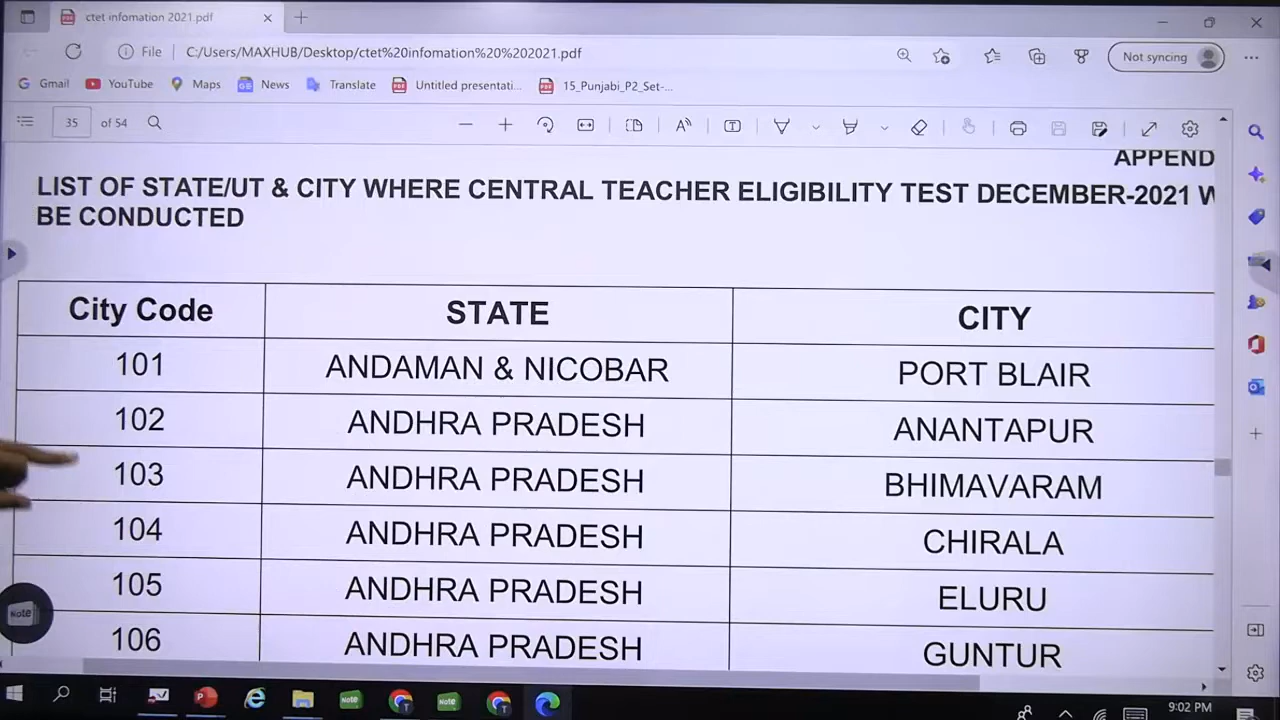 ctet infomation 2021.pdf
File
C:/Users/MAXHUB/Desktop/ctet%20infomation%20%202021.pdf
Not syncing
Gmail
YouTube
News
Maps
Translate
Untitled presentati...
15_Punjabi_P2_Set-...
35 of 54
APPEND
LIST OF STATE/UT & CITY WHERE CENTRAL TEACHER ELIGIBILITY TEST DECEMBER-2021 W
BE CONDUCTED
City Code STATE CITY
101 ANDAMAN & NICOBAR PORT BLAIR
102 ANDHRA PRADESH ANANTAPUR
103 ANDHRA PRADESH BHIMAVARAM
104 ANDHRA PRADESH CHIRALA
105 ANDHRA PRADESH ELURU
106 ANDHRA PRADESH GUNTUR
Note
Note
Note
9:02 PM